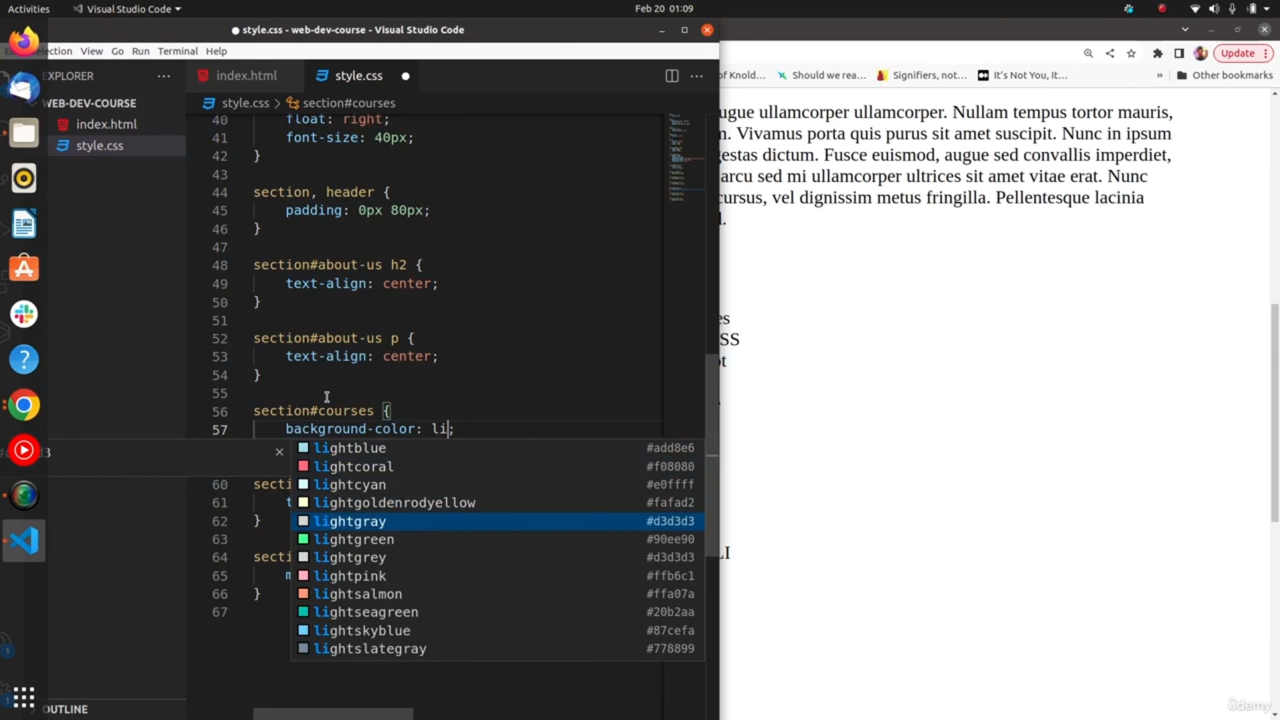 Activities
Visual Studio Code
Feb 20 01:09
style.css - web-dev-course - Visual Studio Code
View
Go
Run
Terminal
Help
Update
EXPLORER
index.html
style.css
of Knold...
Should we rea...
Signifiers, not...
It's Not You, It...
»
Other bookmarks
WEB-DEV-COURSE
index.html
style.css
style.css > section#courses
40 float: right;
41 font-size: 40px;
42 }
43
44 section, header {
45 padding: 0px 80px;
46 }
47
48 section#about-us h2 {
49 text-align: center;
50 }
51
52 section#about-us p {
53 text-align: center;
54 }
55
56 section#courses {
57 background-color: li;
lightblue #add8e6
lightcoral #f08080
lightcyan #e0ffff
lightgoldenrodyellow #fafad2
lightgray #d3d3d3
lightgreen #90ee90
lightgrey #d3d3d3
lightpink #ffb6c1
lightsalmon #ffa07a
lightseagreen #20b2aa
lightskyblue #87cefa
lightslategray #778899
60 secti
61 t
62 }
63
64 secti
65 m
66 }
67
OUTLINE
augue ullamcorper ullamcorper. Nullam tempus tortor mauris,
m. Vivamus porta quis purus sit amet suscipit. Nunc in ipsum
gestas dictum. Fusce euismod, augue sed convallis imperdiet,
arcu sed mi ullamcorper ultrices sit amet vitae erat. Nunc
cursus, vel dignissim metus fringilla. Pellentesque lacinia
es
SS
LI
ûdemy